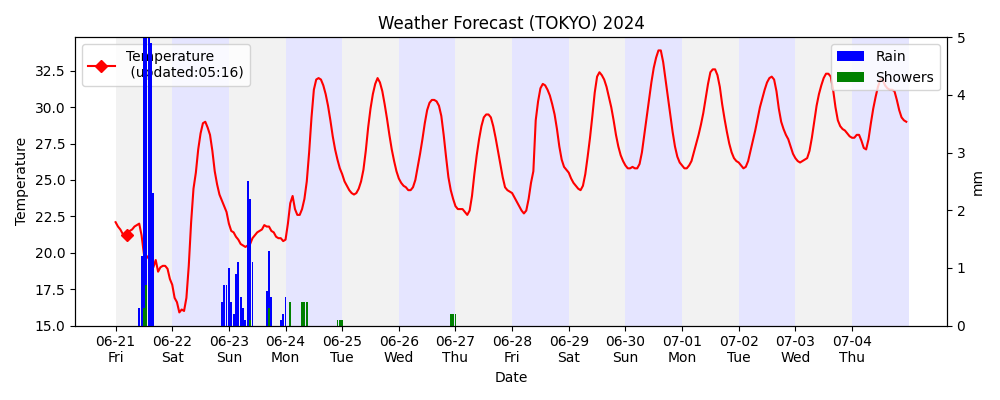 Weather Forecast (TOKYO) 2024
Temperature
(updated:05:16)
Rain
Showers
Temperature
32.5
30.0
27.5
25.0
22.5
20.0
17.5
15.0
5
4
3
2
1
0
mm
06-21 06-22 06-23 06-24 06-25 06-26 06-27 06-28 06-29 06-30 07-01 07-02 07-03 07-04
Fri Sat Sun Mon Tue Wed Thu Fri Sat Sun Mon Tue Wed Thu
Date